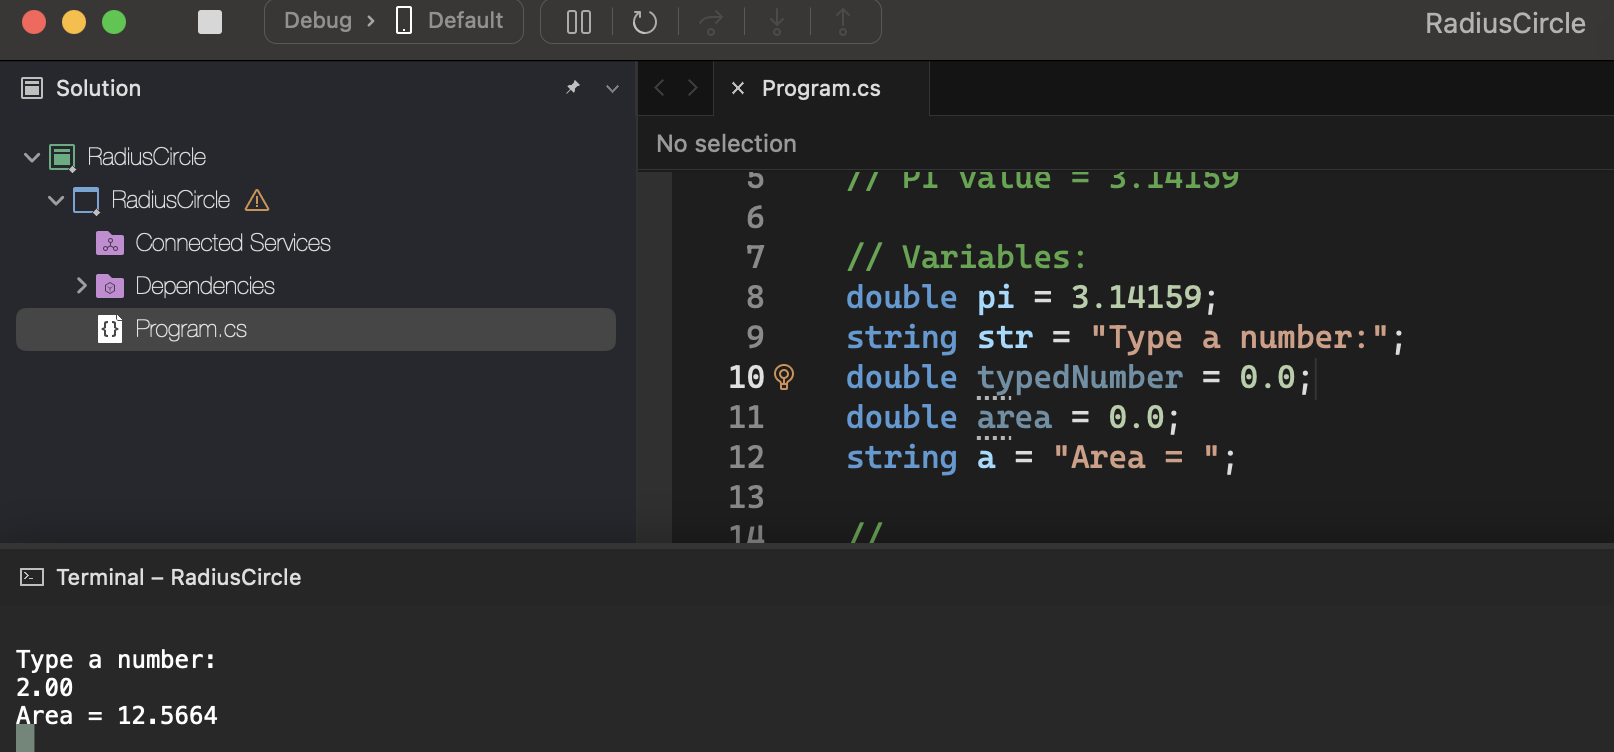 Debug › Default
RadiusCircle
Solution
Program.cs
No selection
RadiusCircle
RadiusCircle
Connected Services
Dependencies
Program.cs
5 // PI value = 3.14159
6
7 // Variables:
8 double pi = 3.14159;
9 string str = "Type a number:";
10 double typedNumber = 0.0;
11 double area = 0.0;
12 string a = "Area = ";
13
14 //
Terminal – RadiusCircle
Type a number:
2.00
Area = 12.5664